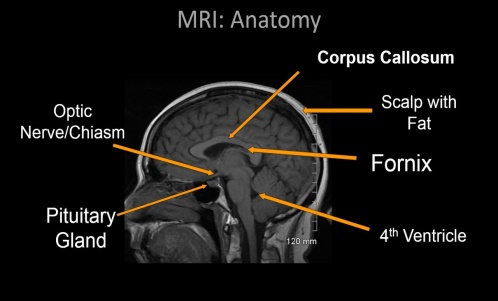 MRI: Anatomy
Corpus Callosum
Optic
Nerve/Chiasm
Scalp with
Fat
Fornix
Pituitary
Gland
4th Ventricle
120 mm